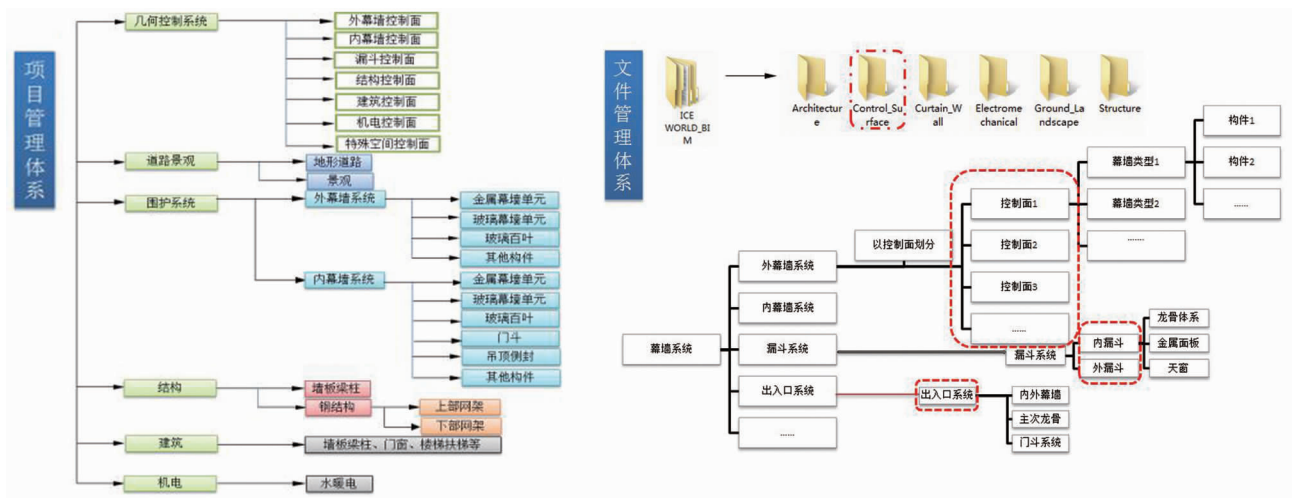 项目管理体系
几何控制系统
外幕墙控制面
内幕墙控制面
漏斗控制面
结构控制面
建筑控制面
机电控制面
特殊空间控制面
道路景观
地形道路
景观
围护系统
外幕墙系统
金属幕墙单元
玻璃幕墙单元
玻璃百叶
其他构件
内幕墙系统
金属幕墙单元
玻璃幕墙单元
玻璃百叶
门斗
吊顶侧封
其他构件
结构
墙板梁柱
钢结构
上部网架
下部网架
建筑
墙板梁柱、门窗、楼梯扶梯等
机电
水暖电
文件管理体系
ICE
WORLD_BI
M
Architectur
e
Control_Su
rface
Curtain_W
all
Electrome
chanical
Ground_La
ndscape
Structure
幕墙系统
外幕墙系统
内幕墙系统
漏斗系统
出入口系统
......
以控制面划分
控制面1
控制面2
控制面3
......
幕墙类型1
幕墙类型2
.......
构件1
构件2
......
漏斗系统
内漏斗
外漏斗
龙骨体系
金属面板
天窗
出入口系统
内外幕墙
主次龙骨
门斗系统